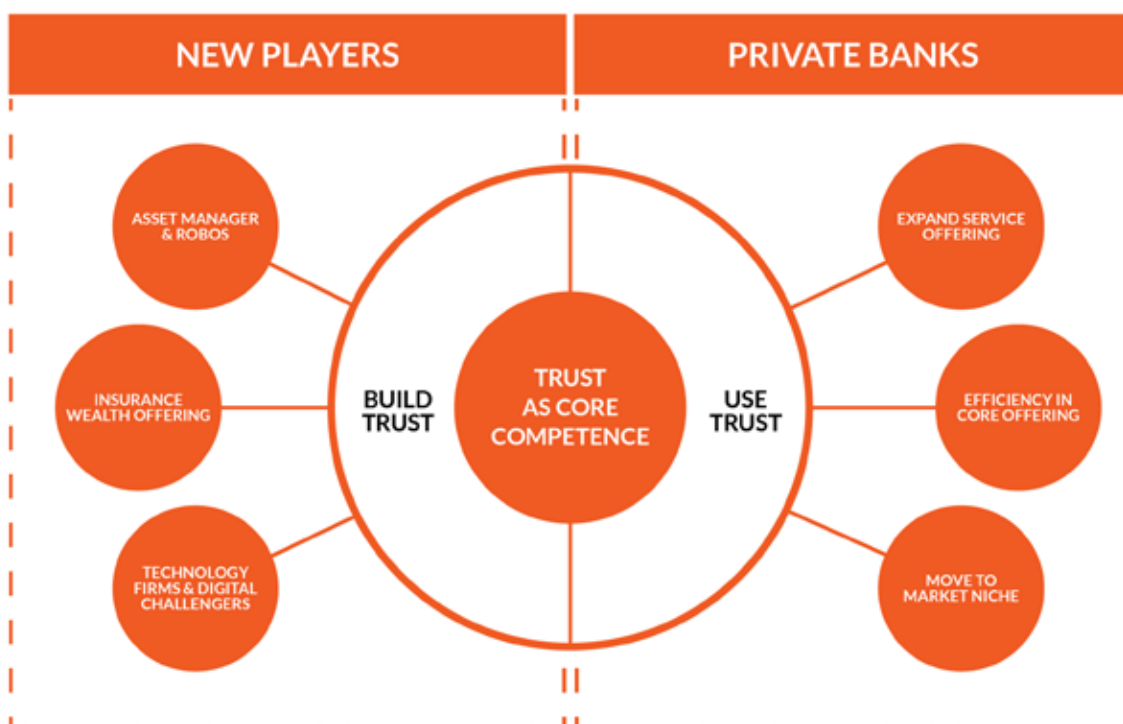 NEW PLAYERS
PRIVATE BANKS
ASSET MANAGER
& ROBOS
INSURANCE
WEALTH OFFERING
TECHNOLOGY
FIRMS & DIGITAL
CHALLENGERS
BUILD
TRUST
TRUST
AS CORE
COMPETENCE
USE
TRUST
EXPAND SERVICE
OFFERING
EFFICIENCY IN
CORE OFFERING
MOVE TO
MARKET NICHE